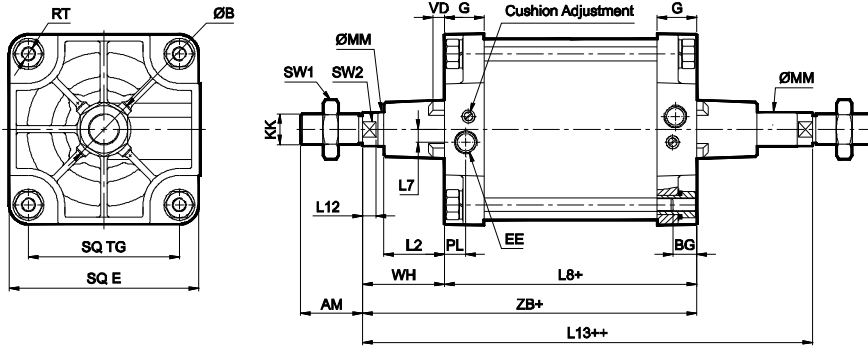 RT
ØB
SQ TG
SQ E
VD
G
Cushion Adjustment
G
ØMM
ØMM
SW1
SW2
KK
L7
L12
L2
PL
EE
BG
WH
L8+
AM
ZB+
L13++